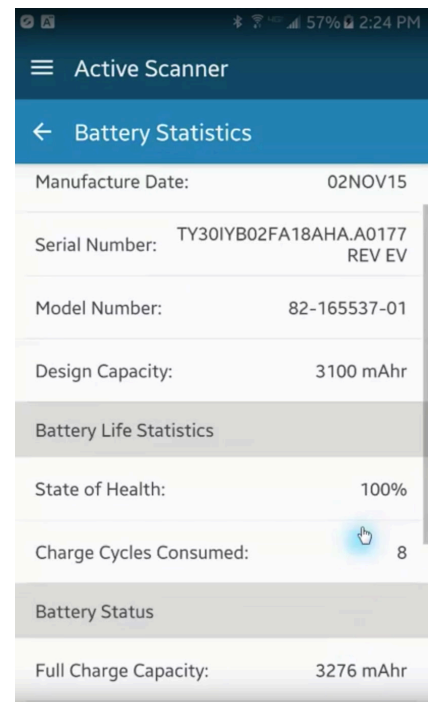 57% 2:24 PM
Active Scanner
Battery Statistics
Manufacture Date: 02NOV15
Serial Number: TY30IYB02FA18AHA.A0177
REV EV
Model Number: 82-165537-01
Design Capacity: 3100 mAhr
Battery Life Statistics
State of Health: 100%
Charge Cycles Consumed: 8
Battery Status
Full Charge Capacity: 3276 mAhr